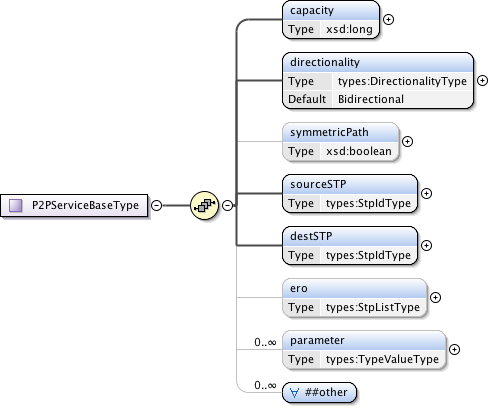 capacity
Type xsd:long
directionality
Type types:DirectionalityType
Default Bidirectional
symmetricPath
Type xsd:boolean
P2PServiceBaseType
sourceSTP
Type types:StpIdType
destSTP
Type types:StpIdType
ero
Type types:StpListType
0..∞ parameter
Type types:TypeValueType
0..∞ ∀ ##other